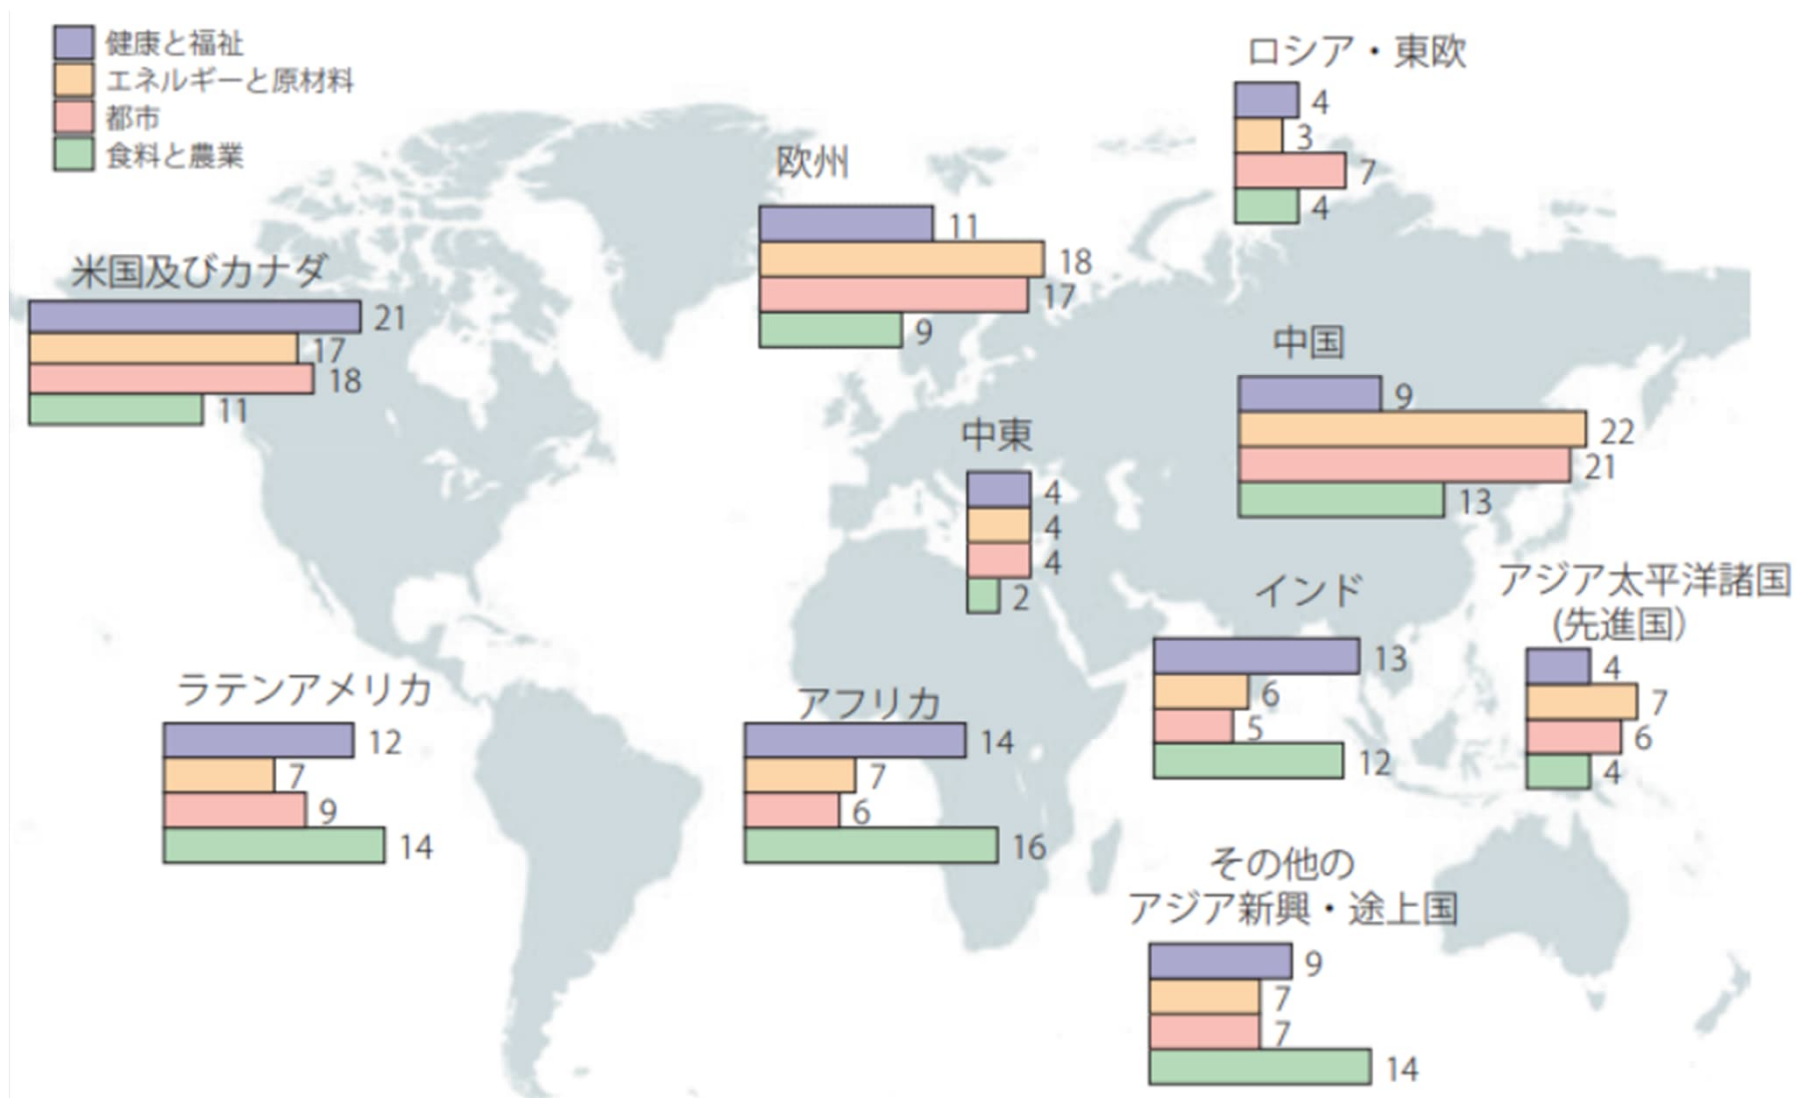 健康と福祉
エネルギーと原材料
都市
食料と農業
ロシア・東欧
4
3
7
4
欧州
11
18
17
9
米国及びカナダ
21
17
18
11
中国
9
22
21
13
中東
4
4
4
2
インド
13
6
5
12
アジア太平洋諸国
(先進国)
4
7
6
4
ラテンアメリカ
12
7
9
14
アフリカ
14
7
6
16
その他の
アジア新興・途上国
9
7
7
14